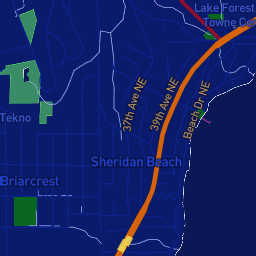 Lake Forest
Towne Ce
37th Ave NE
39th Ave NE
Beach Dr NE
Tekno
Sheridan Beach
Briarcrest